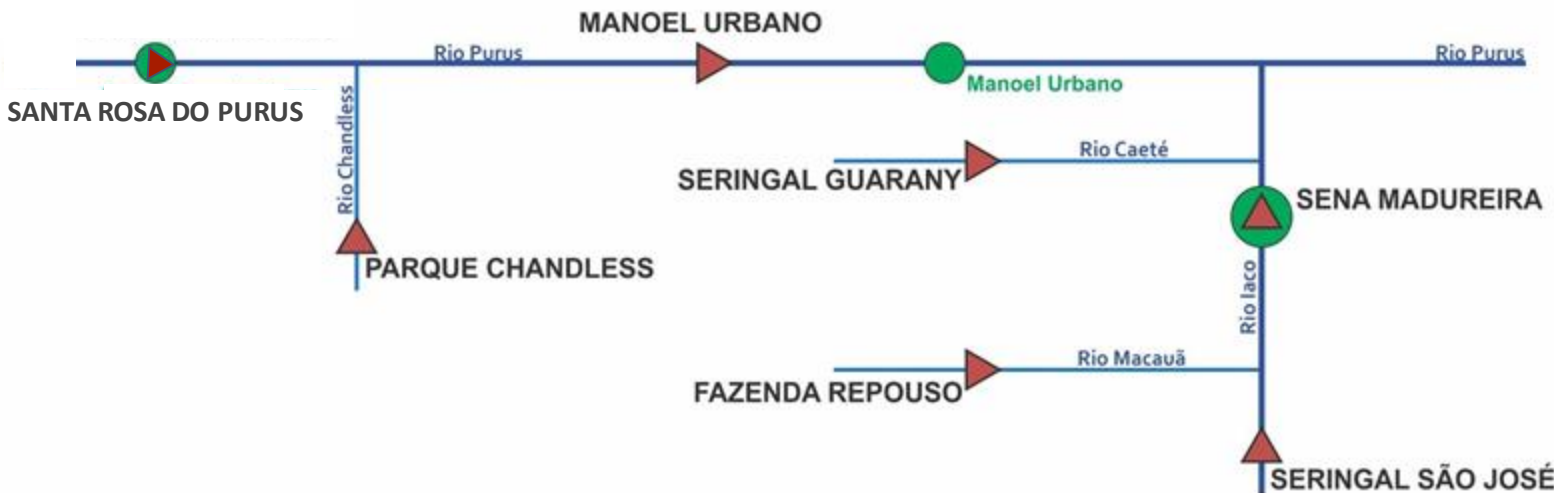 MANOEL URBANO
Rio Purus
Rio Purus
Manoel Urbano
SANTA ROSA DO PURUS
Rio Chandless
Rio Caeté
SERINGAL GUARANY
SENA MADUREIRA
PARQUE CHANDLESS
Rio Iaco
Rio Macauã
FAZENDA REPOUSO
SERINGAL SÃO JOSÉ